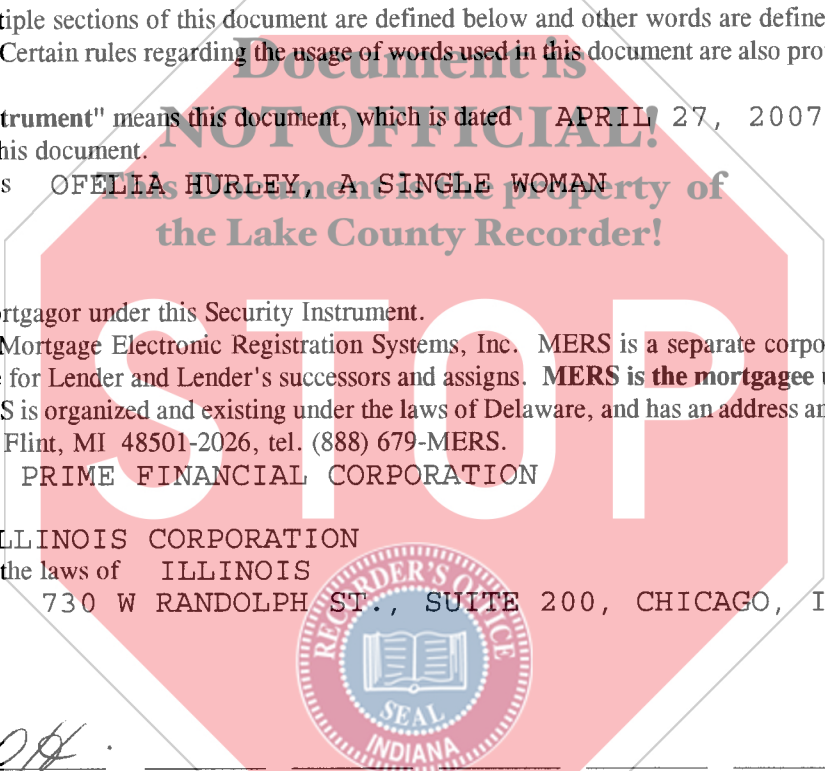 tiple sections of this document are defined below and other words are define
Certain rules regarding the usage of words used in this document are also pro
Document is
trument" means this document, which is dated APRIL 27, 2007
NOT OFFICIAL!
his document.
s OFELIA HURLEY, A SINGLE WOMAN
This Document is the property of
the Lake County Recorder!
rtgagor under this Security Instrument.
Mortgage Electronic Registration Systems, Inc. MERS is a separate corpo
for Lender and Lender's successors and assigns. MERS is the mortgagee
S is organized and existing under the laws of Delaware, and has an address an
Flint, MI 48501-2026, tel. (888) 679-MERS.
STOP
PRIME FINANCIAL CORPORATION
LLINOIS CORPORATION
the laws of ILLINOIS
730 W RANDOLPH ST., SUITE 200, CHICAGO, I
RECORDER'S OFFICE
SEAL
INDIANA